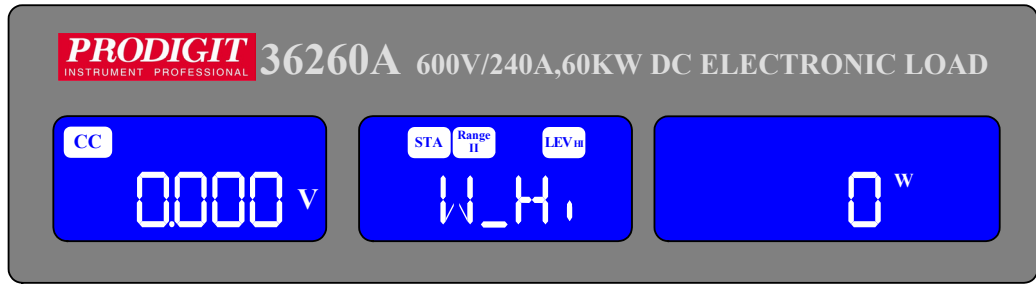 PRODIGIT
INSTRUMENT PROFESSIONAL
36260A 600V/240A,60KW DC ELECTRONIC LOAD
CC
0.000 V
STA Range II LEV HI
W_Hi
0 W